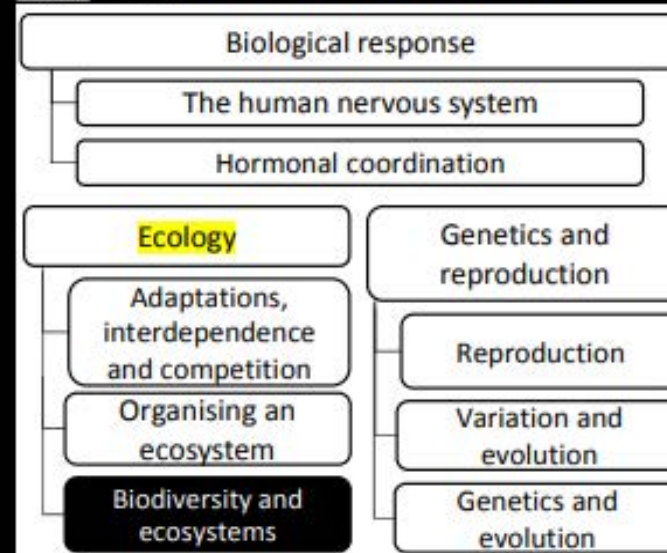 Biological response
The human nervous system
Hormonal coordination
Ecology
Adaptations,
interdependence
and competition
Organising an
ecosystem
Biodiversity and
ecosystems
Genetics and
reproduction
Reproduction
Variation and
evolution
Genetics and
evolution